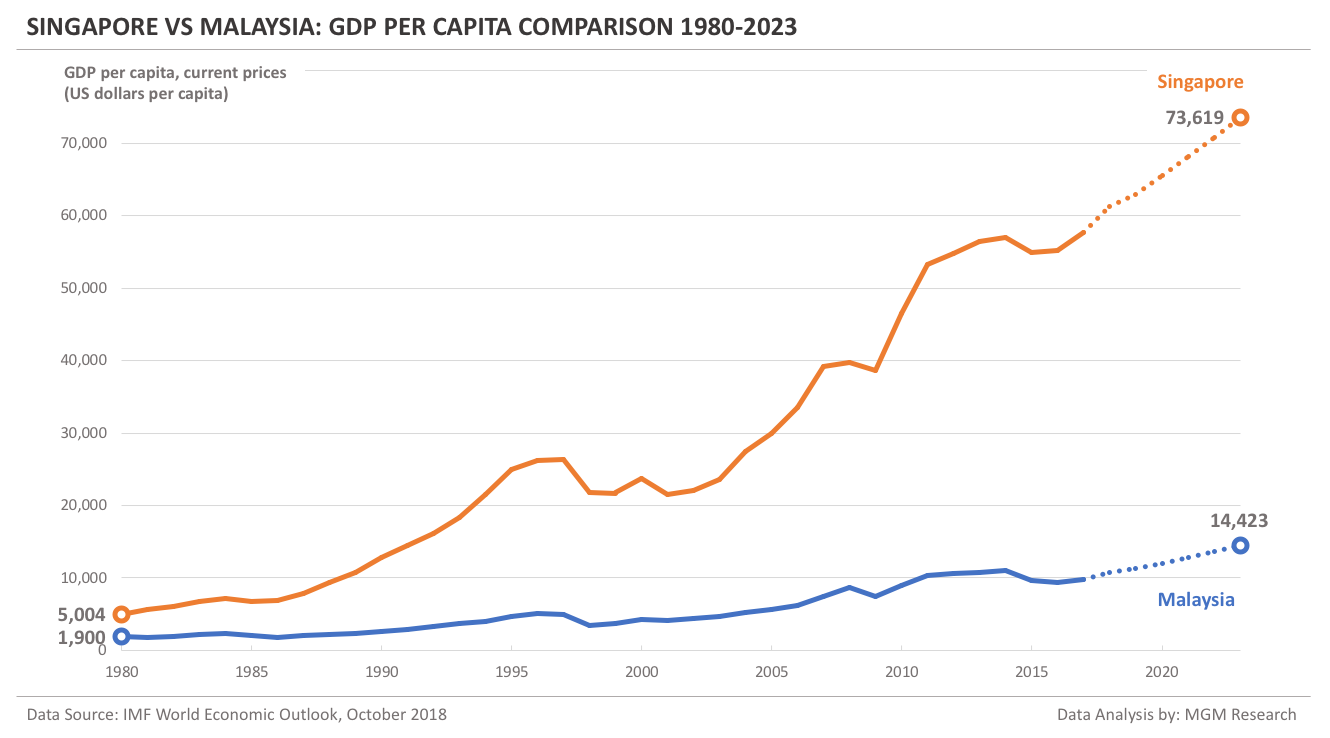 SINGAPORE VS MALAYSIA: GDP PER CAPITA COMPARISON 1980-2023
GDP per capita, current prices
(US dollars per capita)
Singapore
73,619
70,000
60,000
50,000
40,000
30,000
20,000
14,423
10,000
Malaysia
5,004
1,900
0
1980 1985 1990 1995 2000 2005 2010 2015 2020
Data Source: IMF World Economic Outlook, October 2018
Data Analysis by: MGM Research